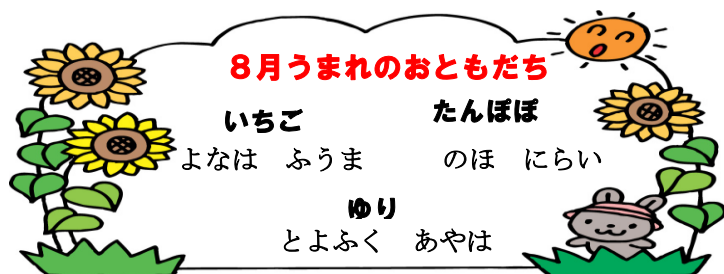 ８月うまれのおともだち
いちご　たんぽぽ
よなは　ふうま　のほ　にらい
ゆり
とよふく　あやは